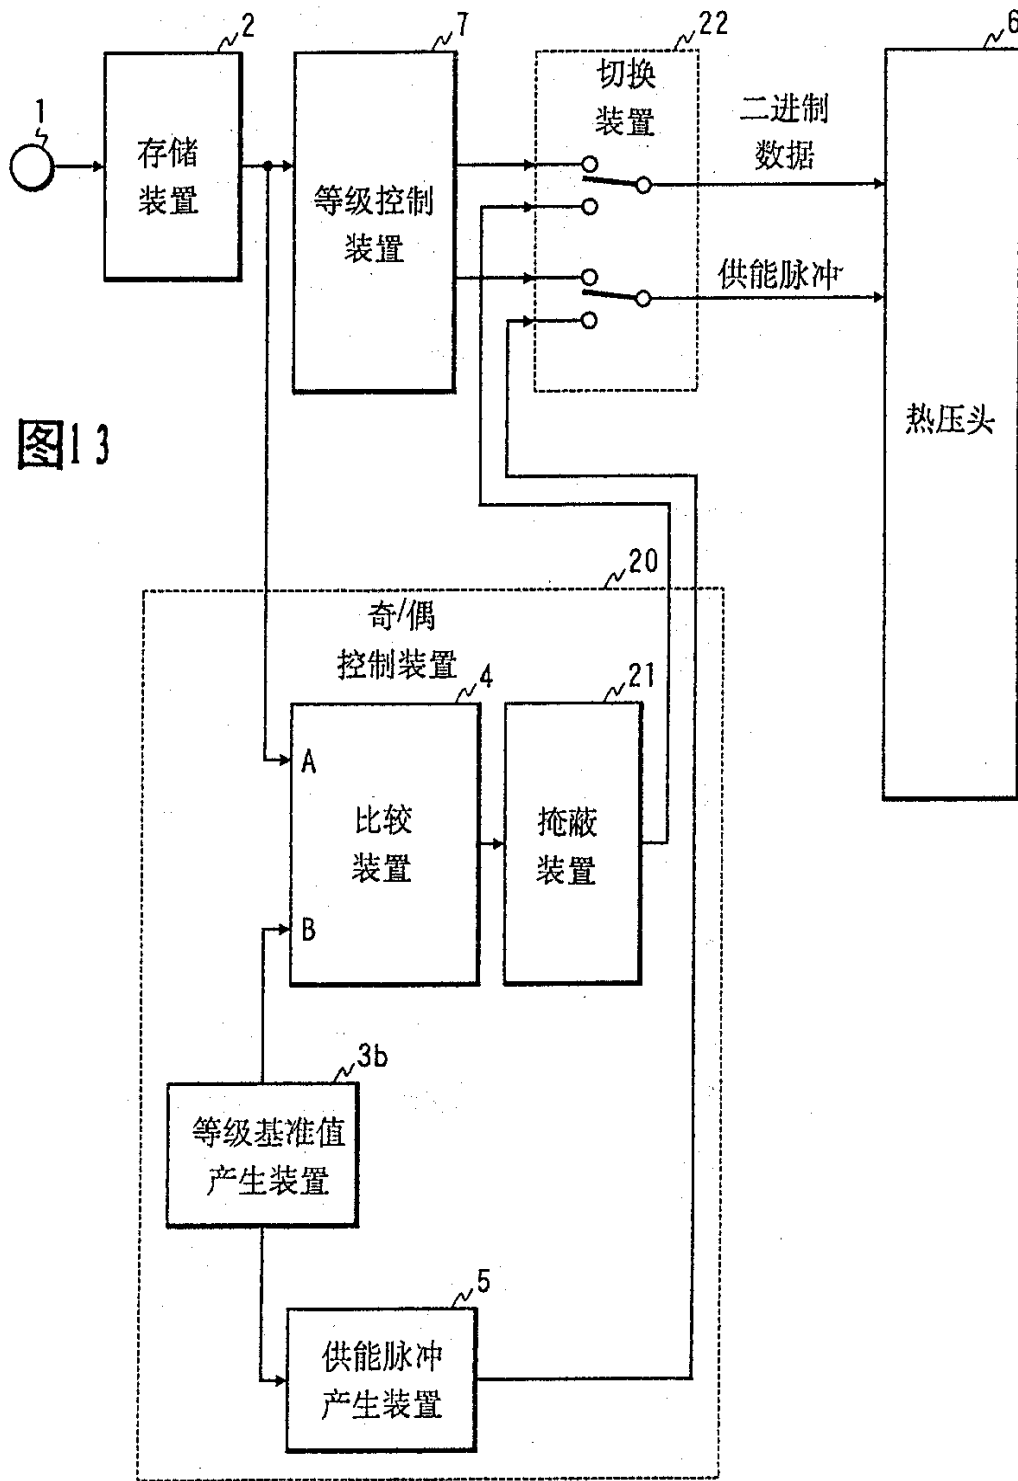 2
7
22
6
1
存储
装置
等级控制
装置
切换
装置
二进制
数据
供能脉冲
热压头
图13
20
奇/偶
控制装置
4
21
A
比较
装置
掩蔽
装置
B
3b
等级基准值
产生装置
5
供能脉冲
产生装置